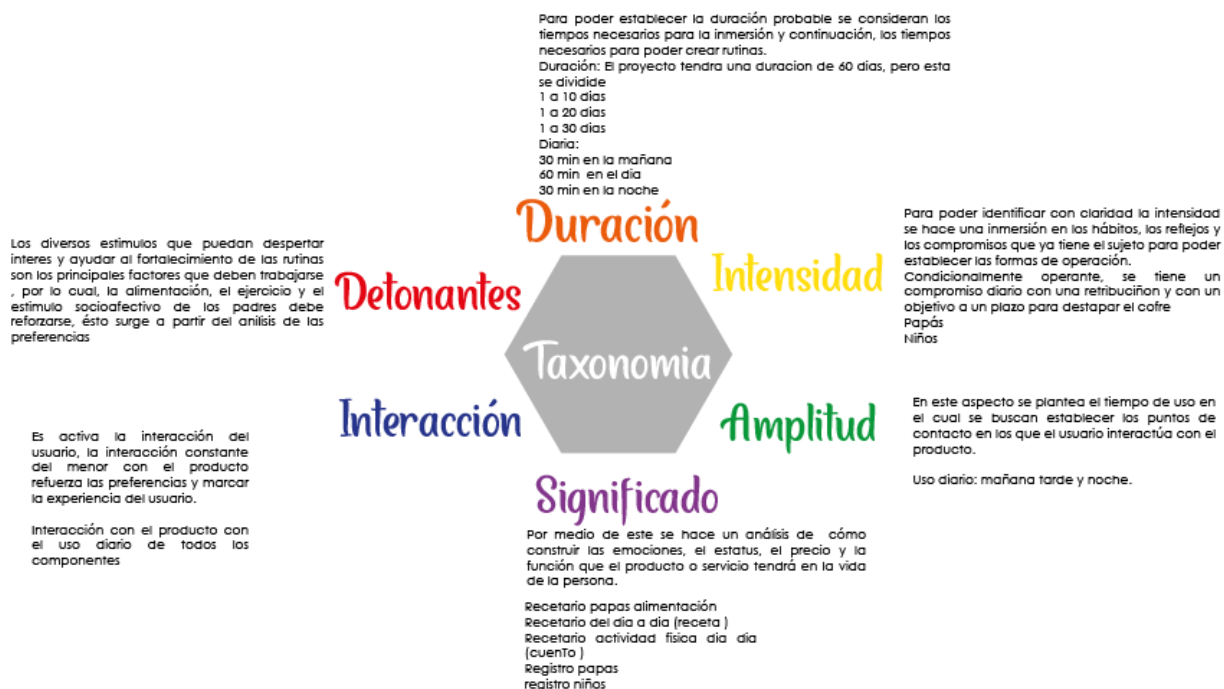 Para poder establecer la duración probable se consideran los
tiempos necesarios para la inmersión y continuación, los tiempos
necesarios para poder crear rutinas.
Duración: El proyecto tendra una duracion de 60 dias, pero esta
se dividide
1 a 10 dias
1 a 20 dias
1 a 30 dias
Diaria:
30 min en la mañana
60 min en el dia
30 min en la noche
Duración
Intensidad
Para poder identificar con claridad la intensidad
se hace una inmersión en los hábitos, los reflejos y
los compromisos que ya tiene el sujeto para poder
establecer las formas de operación.
Condicionalmente operante, se tiene un
compromiso diario con una retribuciñon y con un
objetivo a un plazo para destapar el cofre
Papás
Niños
Los diversos estimulos que puedan despertar
interes y ayudar al fortalecimiento de las rutinas
son los principales factores que deben trabajarse
, por lo cual, la alimentación, el ejercicio y el
estimulo socioafectivo de los padres debe
reforzarse, ésto surge a partir del anilisis de las
preferencias
Detonantes
Taxonomia
Interacción
Es activa la interacción del
usuario, la interacción constante
del menor con el producto
refuerza las preferencias y marcar
la experiencia del usuario.
Interacción con el producto con
el uso diario de todos los
componentes
Amplitud
En este aspecto se plantea el tiempo de uso en
el cual se buscan establecer los puntos de
contacto en los que el usuario interactúa con el
producto.
Uso diario: mañana tarde y noche.
Significado
Por medio de este se hace un análisis de cómo
construir las emociones, el estatus, el precio y la
función que el producto o servicio tendrá en la vida
de la persona.
Recetario papas alimentación
Recetario del dia a dia (receta )
Recetario actividad fisica dia dia
(cuenTo )
Registro papas
registro niños